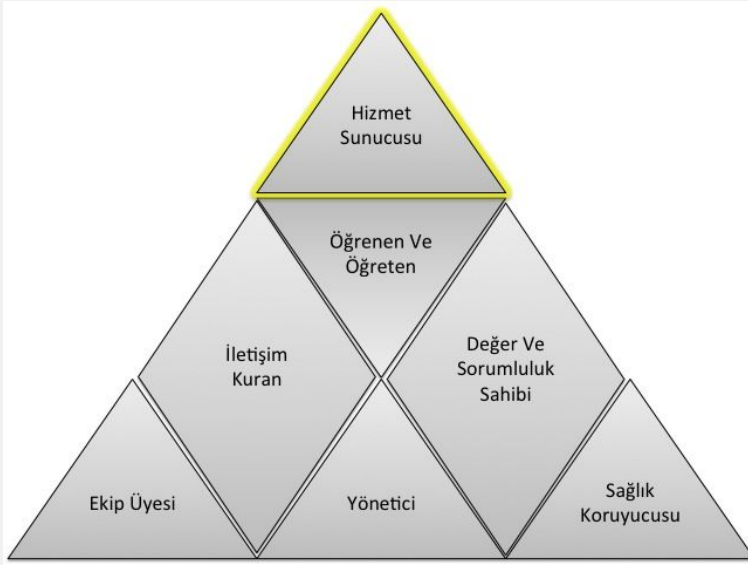 Hizmet
Sunucusu
Öğrenen Ve
Öğreten
İletişim
Kuran
Değer Ve
Sorumluluk
Sahibi
Ekip Üyesi
Yönetici
Sağlık
Koruyucusu